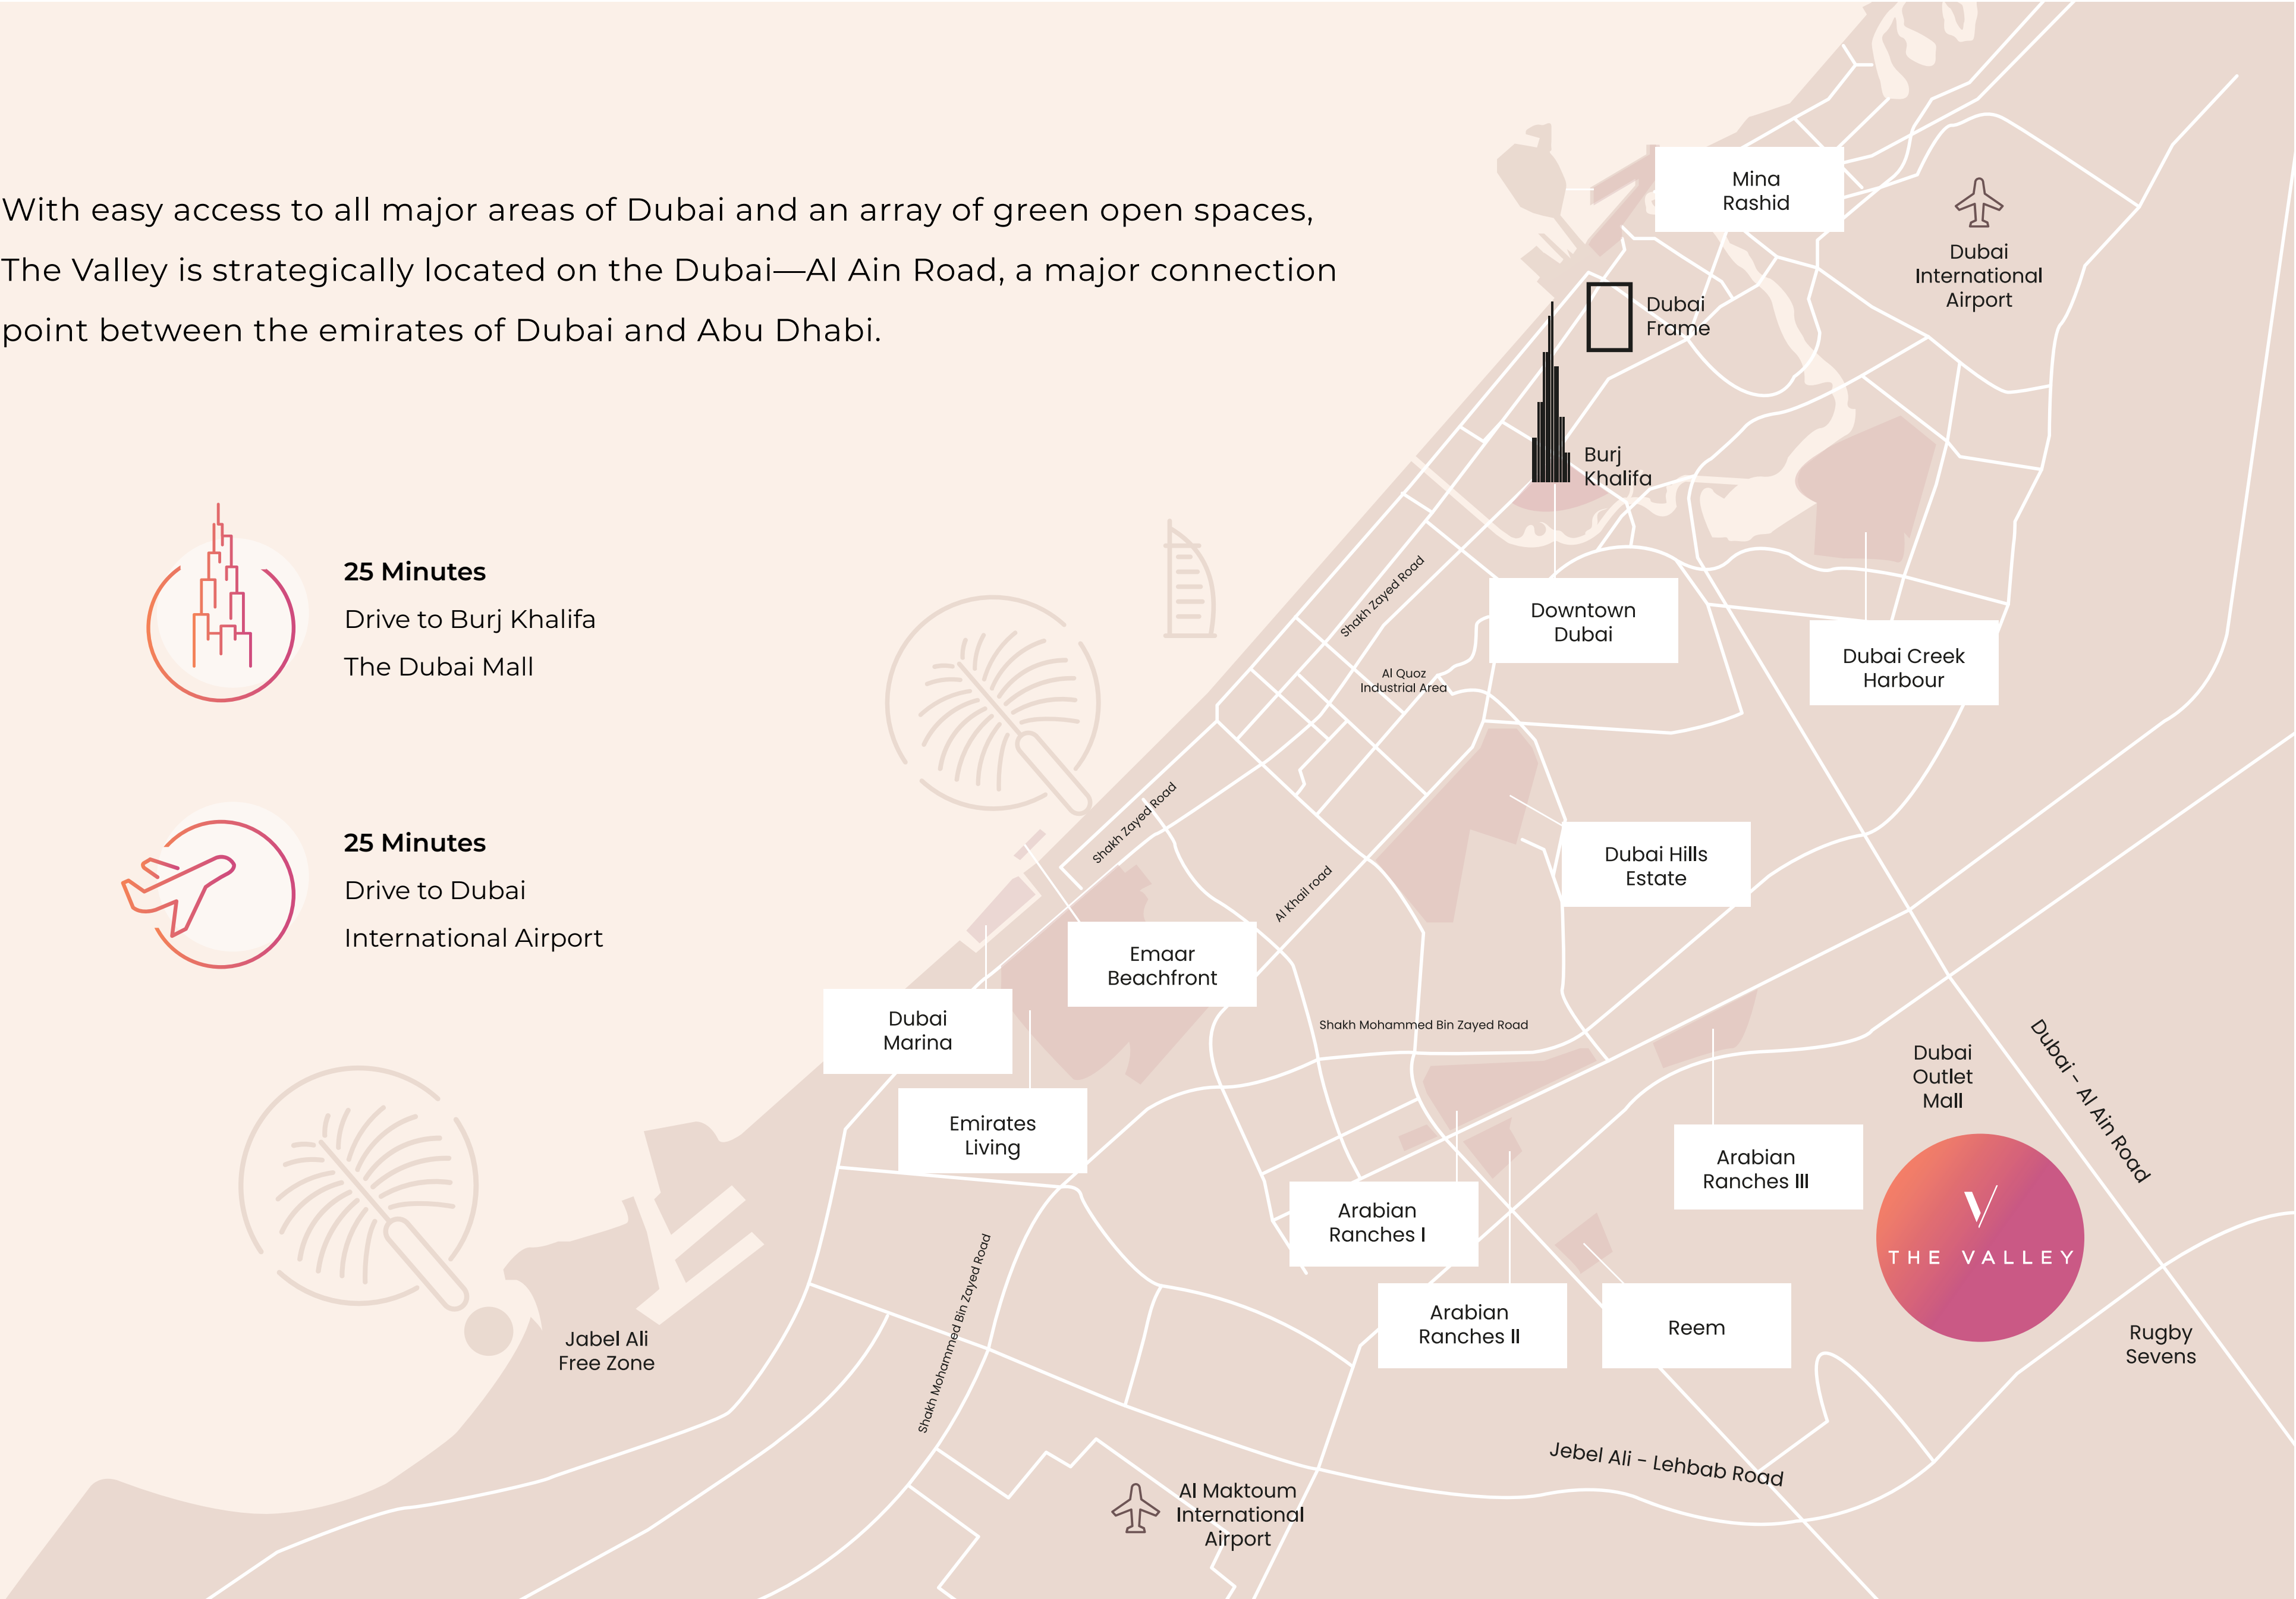 With easy access to all major areas of Dubai and an array of green open spaces,
The Valley is strategically located on the Dubai—Al Ain Road, a major connection
point between the emirates of Dubai and Abu Dhabi.
25 Minutes
Drive to Burj Khalifa
The Dubai Mall
25 Minutes
Drive to Dubai
International Airport
Mina
Rashid
Dubai
International
Airport
Dubai
Frame
Burj
Khalifa
Shakh Zayed Road
Downtown
Dubai
Dubai Creek
Harbour
Al Quoz
Industrial Area
Shakh Zayed Road
Dubai Hills
Estate
Al Khail road
Emaar
Beachfront
Dubai
Marina
Shakh Mohammed Bin Zayed Road
Emirates
Living
Dubai
Outlet
Mall
Dubai - Al Ain Road
Arabian
Ranches III
Arabian
Ranches I
V
THE VALLEY
Arabian
Ranches II
Reem
Rugby
Sevens
Jabel Ali
Free Zone
Shakh Mohammed Bin Zayed Road
Jebel Ali - Lehbab Road
Al Maktoum
International
Airport